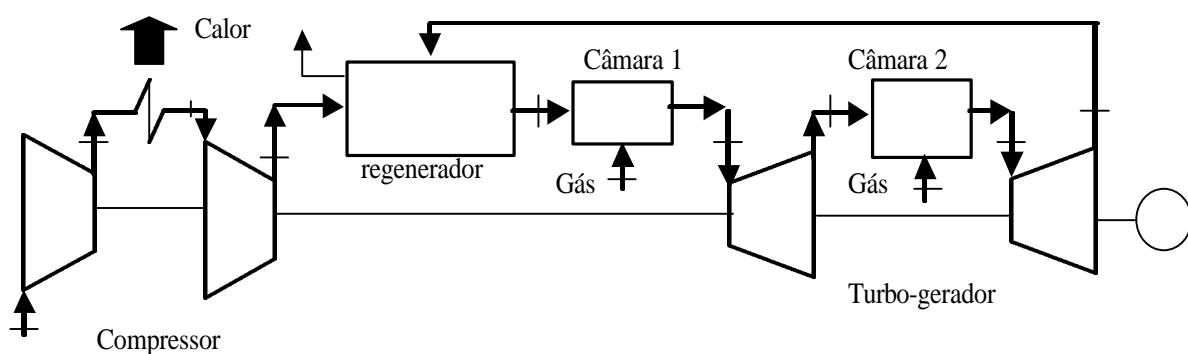 Calor
Câmara 1
Câmara 2
regenerador
Gás
Gás
Turbo-gerador
Compressor